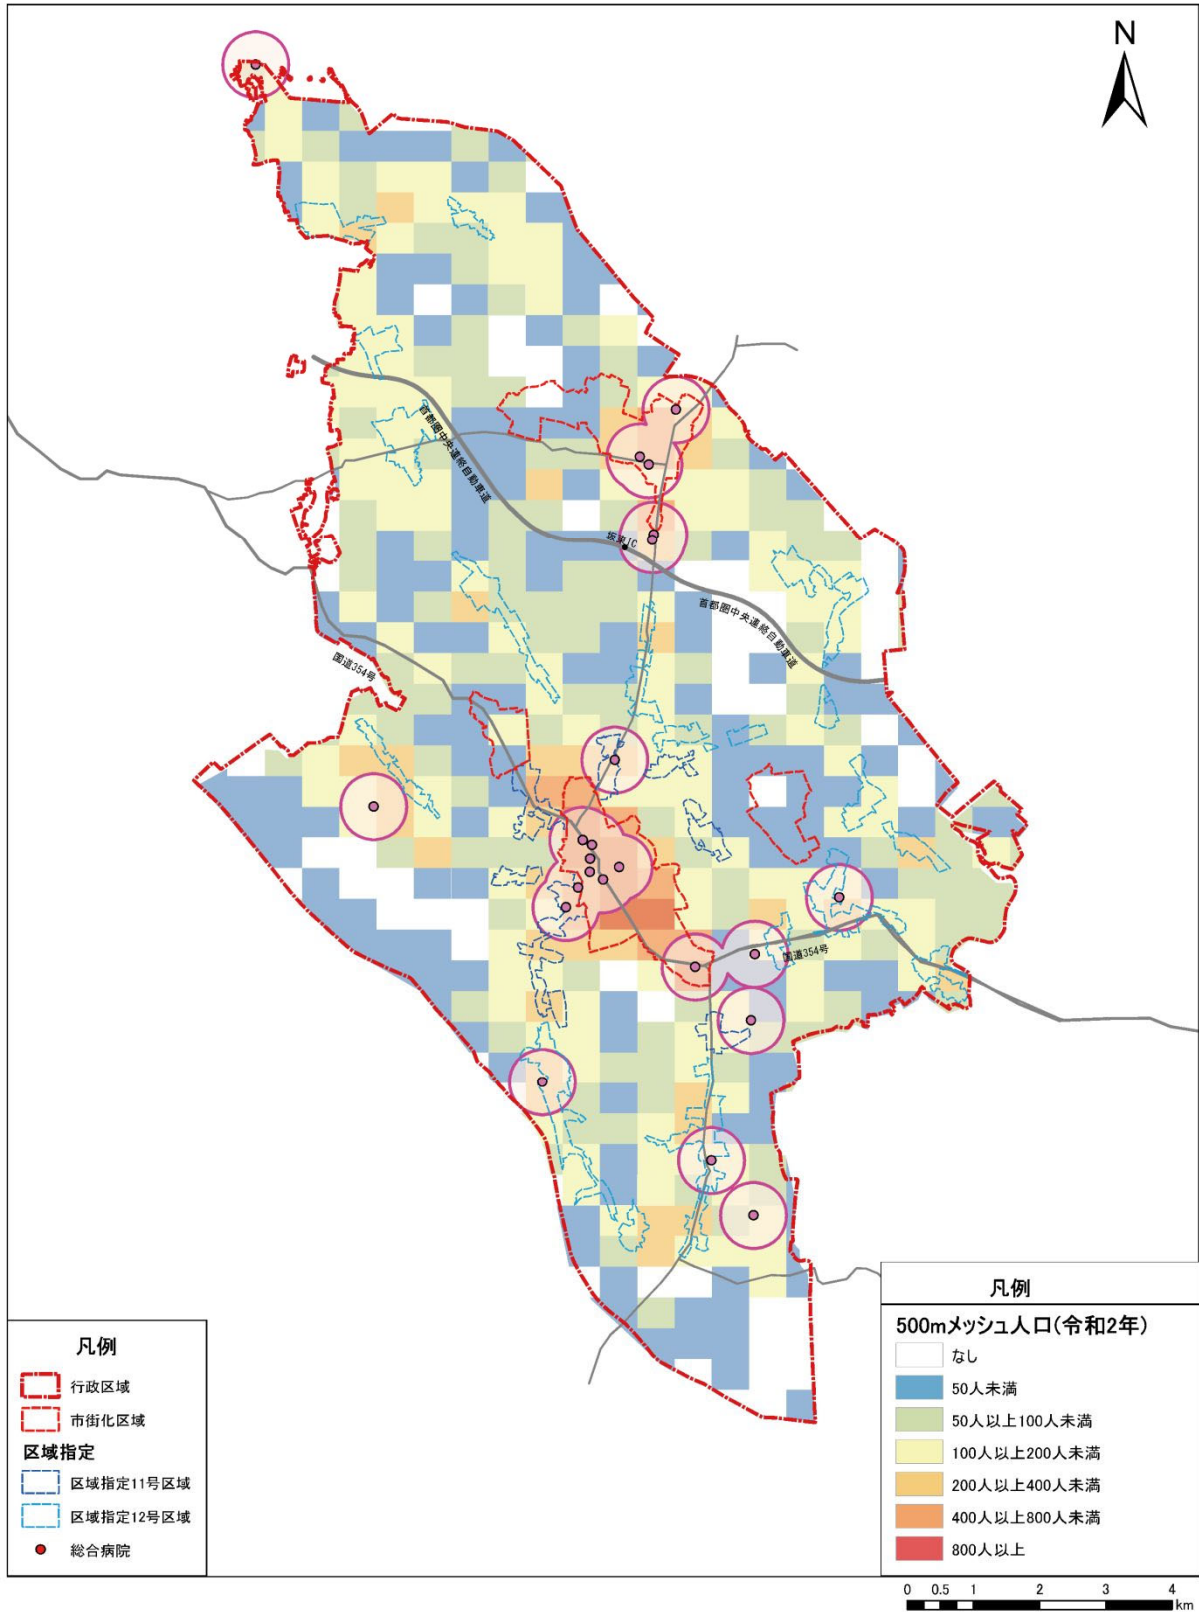 N
首都圏中央連絡自動車道
坂東IC
首都圏中央連絡自動車道
国道354号
国道354号
凡例
行政区域
市街化区域
区域指定
区域指定11号区域
区域指定12号区域
総合病院
凡例
500mメッシュ人口(令和2年)
なし
50人未満
50人以上100人未満
100人以上200人未満
200人以上400人未満
400人以上800人未満
800人以上
0 0.5 1 2 3 4
km